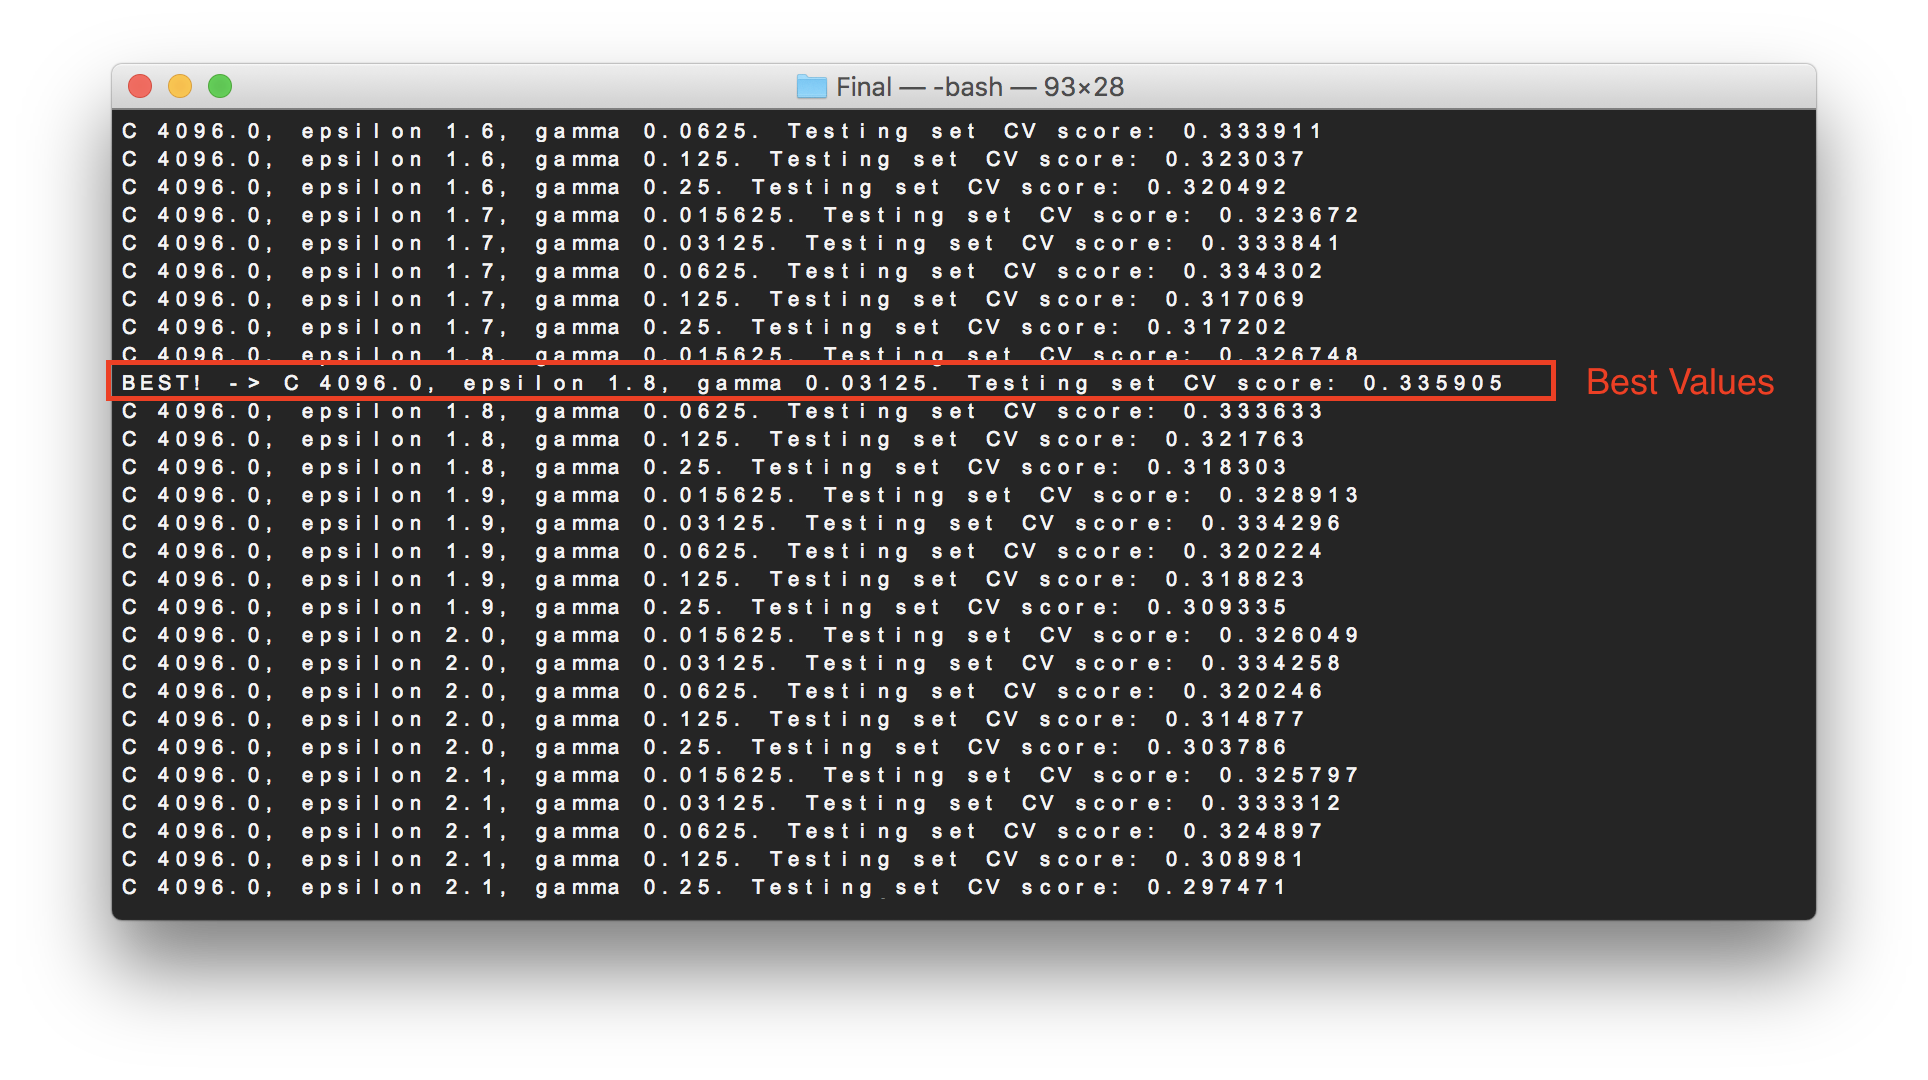 Final — -bash — 93×28
C 4096.0, epsilon 1.6, gamma 0.0625. Testing set CV score: 0.333911
C 4096.0, epsilon 1.6, gamma 0.125. Testing set CV score: 0.323037
C 4096.0, epsilon 1.6, gamma 0.25. Testing set CV score: 0.320492
C 4096.0, epsilon 1.7, gamma 0.015625. Testing set CV score: 0.323672
C 4096.0, epsilon 1.7, gamma 0.03125. Testing set CV score: 0.333841
C 4096.0, epsilon 1.7, gamma 0.0625. Testing set CV score: 0.334302
C 4096.0, epsilon 1.7, gamma 0.125. Testing set CV score: 0.317069
C 4096.0, epsilon 1.7, gamma 0.25. Testing set CV score: 0.317202
C 4096.0, epsilon 1.8, gamma 0.015625. Testing set CV score: 0.326748
BEST! -> C 4096.0, epsilon 1.8, gamma 0.03125. Testing set CV score: 0.335905
Best Values
C 4096.0, epsilon 1.8, gamma 0.0625. Testing set CV score: 0.333633
C 4096.0, epsilon 1.8, gamma 0.125. Testing set CV score: 0.321763
C 4096.0, epsilon 1.8, gamma 0.25. Testing set CV score: 0.318303
C 4096.0, epsilon 1.9, gamma 0.015625. Testing set CV score: 0.328913
C 4096.0, epsilon 1.9, gamma 0.03125. Testing set CV score: 0.334296
C 4096.0, epsilon 1.9, gamma 0.0625. Testing set CV score: 0.320224
C 4096.0, epsilon 1.9, gamma 0.125. Testing set CV score: 0.318823
C 4096.0, epsilon 1.9, gamma 0.25. Testing set CV score: 0.309335
C 4096.0, epsilon 2.0, gamma 0.015625. Testing set CV score: 0.326049
C 4096.0, epsilon 2.0, gamma 0.03125. Testing set CV score: 0.334258
C 4096.0, epsilon 2.0, gamma 0.0625. Testing set CV score: 0.320246
C 4096.0, epsilon 2.0, gamma 0.125. Testing set CV score: 0.314877
C 4096.0, epsilon 2.0, gamma 0.25. Testing set CV score: 0.303786
C 4096.0, epsilon 2.1, gamma 0.015625. Testing set CV score: 0.325797
C 4096.0, epsilon 2.1, gamma 0.03125. Testing set CV score: 0.333312
C 4096.0, epsilon 2.1, gamma 0.0625. Testing set CV score: 0.324897
C 4096.0, epsilon 2.1, gamma 0.125. Testing set CV score: 0.308981
C 4096.0, epsilon 2.1, gamma 0.25. Testing set CV score: 0.297471